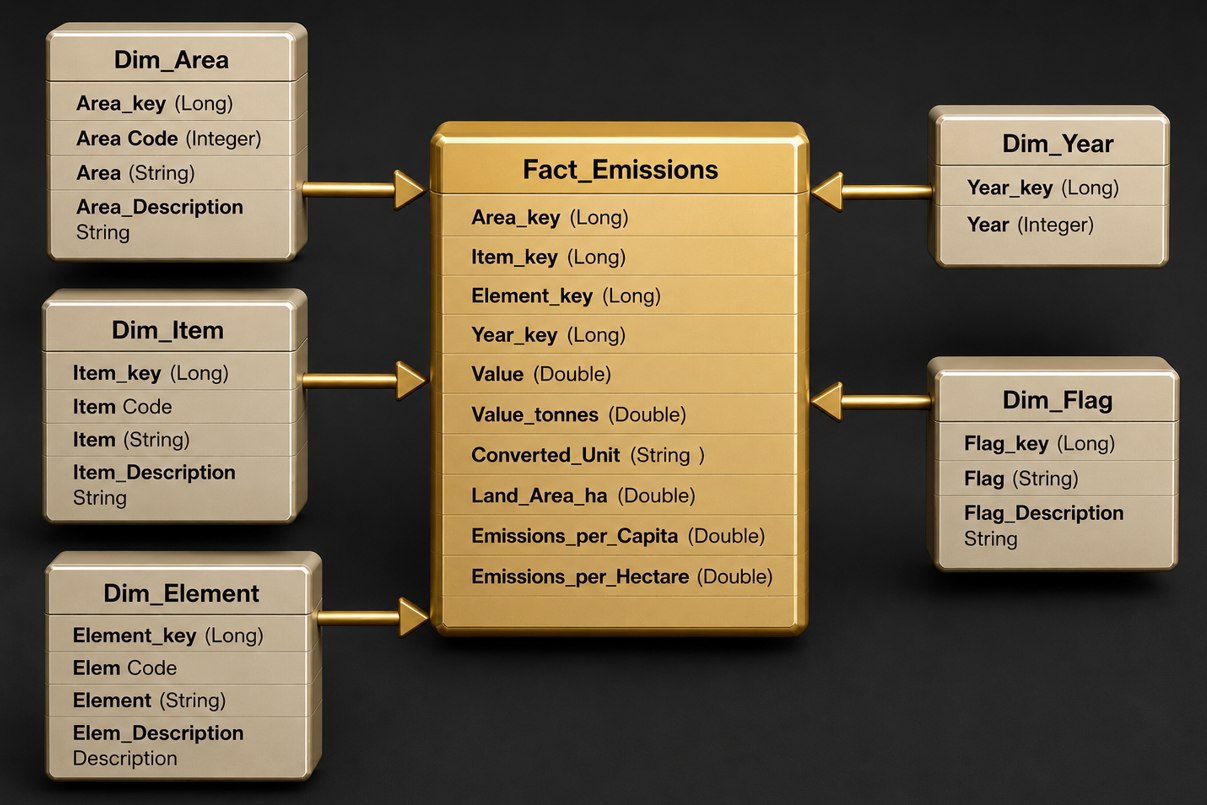 Dim_Area
Area_key (Long)
Area Code (Integer)
Area (String)
Area_Description
String
Dim_Item
Item_key (Long)
Item Code
Item (String)
Item_Description
String
Dim_Element
Element_key (Long)
Elem Code
Element (String)
Elem_Description
Description
Fact_Emissions
Area_key (Long)
Item_key (Long)
Element_key (Long)
Year_key (Long)
Value (Double)
Value_tonnes (Double)
Converted_Unit (String )
Land_Area_ha (Double)
Emissions_per_Capita (Double)
Emissions_per_Hectare (Double)
Dim_Year
Year_key (Long)
Year (Integer)
Dim_Flag
Flag_key (Long)
Flag (String)
Flag_Description
String